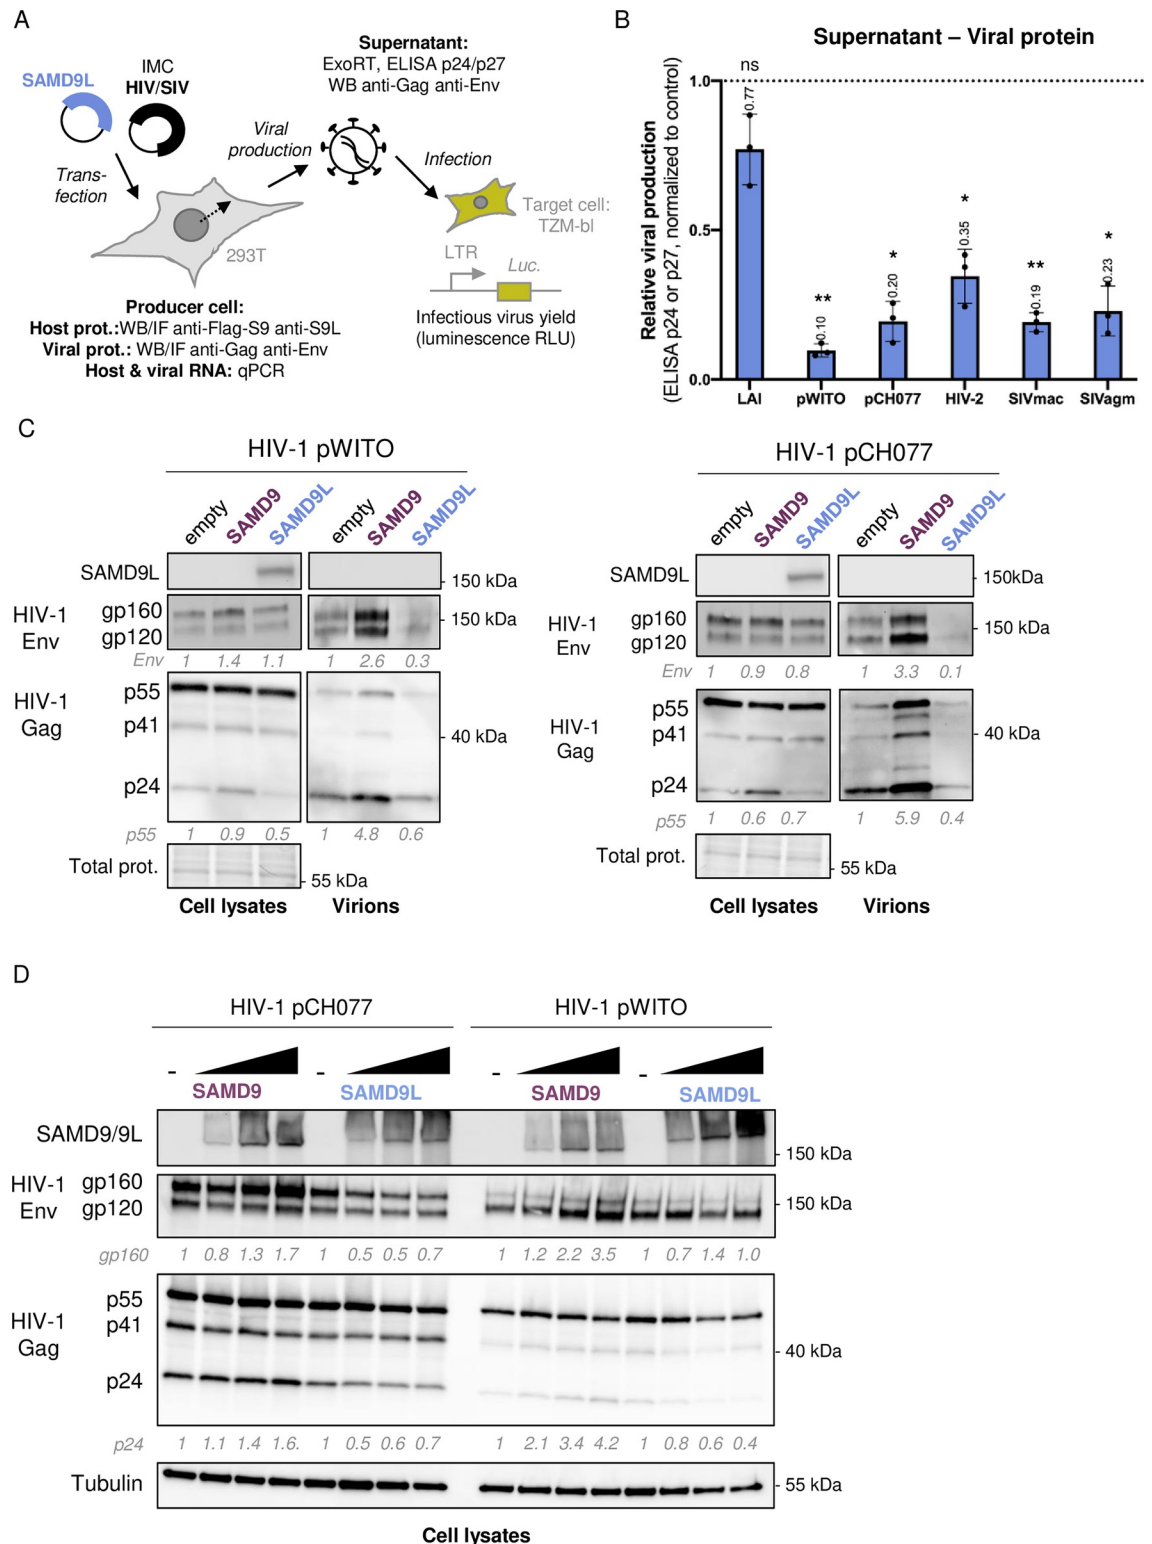 A
SAMD9L
IMC
HIV/SIV
Supernatant:
ExoRT, ELISA p24/p27
WB anti-Gag anti-Env
Trans-
fection
Viral
production
Infection
293T
Target cell:
TZM-bl
LTR
Luc.
Infectious virus yield
(luminescence RLU)
Producer cell:
Host prot.:WB/IF anti-Flag-S9 anti-S9L
Viral prot.: WB/IF anti-Gag anti-Env
Host & viral RNA: qPCR
B
Supernatant – Viral protein
Relative viral production
(ELISA p24 or p27, normalized to control)
1.0
0.5
0.0
ns
** * * ** *
0.77 0.10 0.20 0.35 0.19 0.23
LAI pWITO pCH077 HIV-2 SIVmac SIVagm
C
HIV-1 pWITO
empty SAMD9 SAMD9L empty SAMD9 SAMD9L
SAMD9L
150 kDa
HIV-1
Env
gp160
gp120
150 kDa
Env 1 1.4 1.1 1 2.6 0.3
HIV-1
Gag
p55
p41
p24
40 kDa
p55 1 0.9 0.5 1 4.8 0.6
Total prot.
55 kDa
Cell lysates Virions
HIV-1 pCH077
empty SAMD9 SAMD9L empty SAMD9 SAMD9L
SAMD9L
150kDa
HIV-1
Env
gp160
gp120
150 kDa
Env 1 0.9 0.8 1 3.3 0.1
HIV-1
Gag
p55
p41
p24
40 kDa
p55 1 0.6 0.7 1 5.9 0.4
Total prot.
55 kDa
Cell lysates Virions
D
HIV-1 pCH077 HIV-1 pWITO
- - - -
SAMD9 SAMD9L SAMD9 SAMD9L
SAMD9/9L
150 kDa
HIV-1
Env
gp160
gp120
150 kDa
gp160 1 0.8 1.3 1.7 1 0.5 0.5 0.7 1 1.2 2.2 3.5 1 0.7 1.4 1.0
HIV-1
Gag
p55
p41
p24
40 kDa
p24 1 1.1 1.4 1.6. 1 0.5 0.6 0.7 1 2.1 3.4 4.2 1 0.8 0.6 0.4
Tubulin
55 kDa
Cell lysates